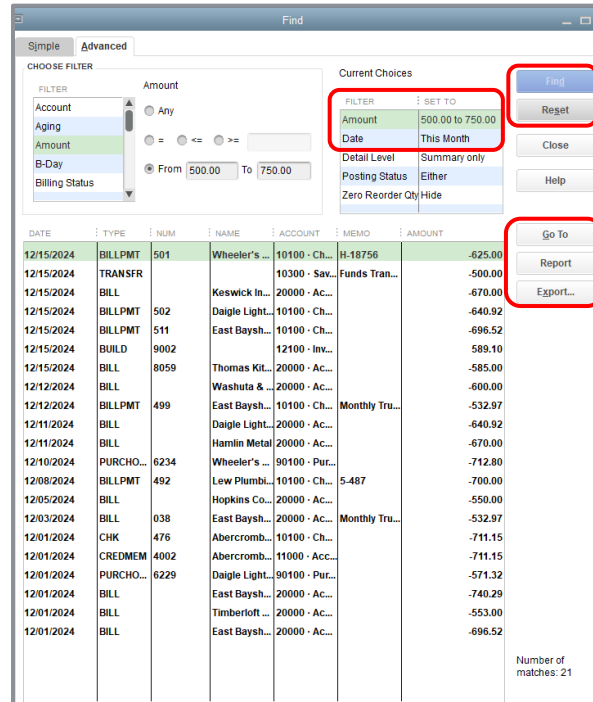 Find
Simple Advanced
CHOOSE FILTER
FILTER
Account
Aging
Amount
B-Day
Billing Status
Amount
Any
= <= >=
From 500.00 To 750.00
Current Choices
FILTER SET TO
Amount 500.00 to 750.00
Date This Month
Detail Level Summary only
Posting Status Either
Zero Reorder Qty Hide
Find
Reset
Close
Help
Go To
Report
Export...
DATE TYPE NUM NAME ACCOUNT MEMO AMOUNT
12/15/2024 BILLPMT 501 Wheeler's ... 10100 · Ch... H-18756 -625.00
12/15/2024 TRANSFR 10300 · Sav... Funds Tran... -500.00
12/15/2024 BILL Keswick In... 20000 · Ac... -670.00
12/15/2024 BILLPMT 502 Daigle Light... 10100 · Ch... -640.92
12/15/2024 BILLPMT 511 East Baysh... 10100 · Ch... -696.52
12/15/2024 BUILD 9002 12100 · Inv... 589.10
12/15/2024 BILL 8059 Thomas Kit... 20000 · Ac... -585.00
12/12/2024 BILL Washuta & ... 20000 · Ac... -600.00
12/12/2024 BILLPMT 499 East Baysh... 10100 · Ch... Monthly Tru... -532.97
12/11/2024 BILL Daigle Light... 20000 · Ac... -640.92
12/11/2024 BILL Hamlin Metal 20000 · Ac... -670.00
12/10/2024 PURCHO... 6234 Wheeler's ... 90100 · Pur... -712.80
12/08/2024 BILLPMT 492 Lew Plumbi... 10100 · Ch... 5-487 -700.00
12/05/2024 BILL Hopkins Co... 20000 · Ac... -550.00
12/03/2024 BILL 038 East Baysh... 20000 · Ac... Monthly Tru... -532.97
12/01/2024 CHK 476 Abercromb... 10100 · Ch... -711.15
12/01/2024 CREDMEM 4002 Abercromb... 11000 · Acc... -711.15
12/01/2024 PURCHO... 6229 Daigle Light... 90100 · Pur... -571.32
12/01/2024 BILL East Baysh... 20000 · Ac... -740.29
12/01/2024 BILL Timberloft ... 20000 · Ac... -553.00
12/01/2024 BILL East Baysh... 20000 · Ac... -696.52
Number of
matches: 21